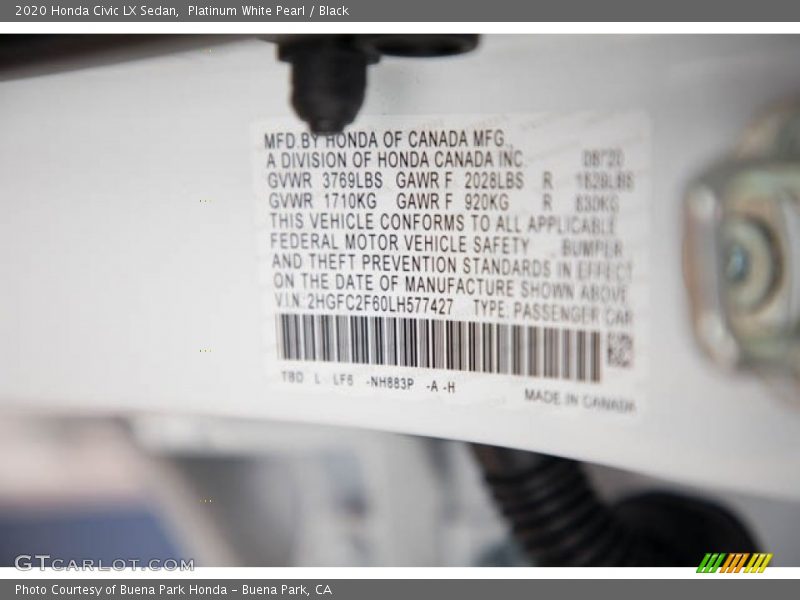 2020 Honda Civic LX Sedan,  Platinum White Pearl / Black
MFD.BY HONDA OF CANADA MFG.,
A DIVISION OF HONDA CANADA INC. 08/20
GVWR 3769LBS GAWR F 2028LBS R 1828LBS
GVWR 1710KG GAWR F 920KG R 830KG
THIS VEHICLE CONFORMS TO ALL APPLICABLE
FEDERAL MOTOR VEHICLE SAFETY , BUMPER ,
AND THEFT PREVENTION STANDARDS IN EFFECT
ON THE DATE OF MANUFACTURE SHOWN ABOVE.
V.I.N.:2HGFC2F60LH577427 TYPE: PASSENGER CAR
TBD L LF6 -NH883P -A -H
MADE IN CANADA
GTCARLOT.COM
Photo Courtesy of Buena Park Honda – Buena Park, CA